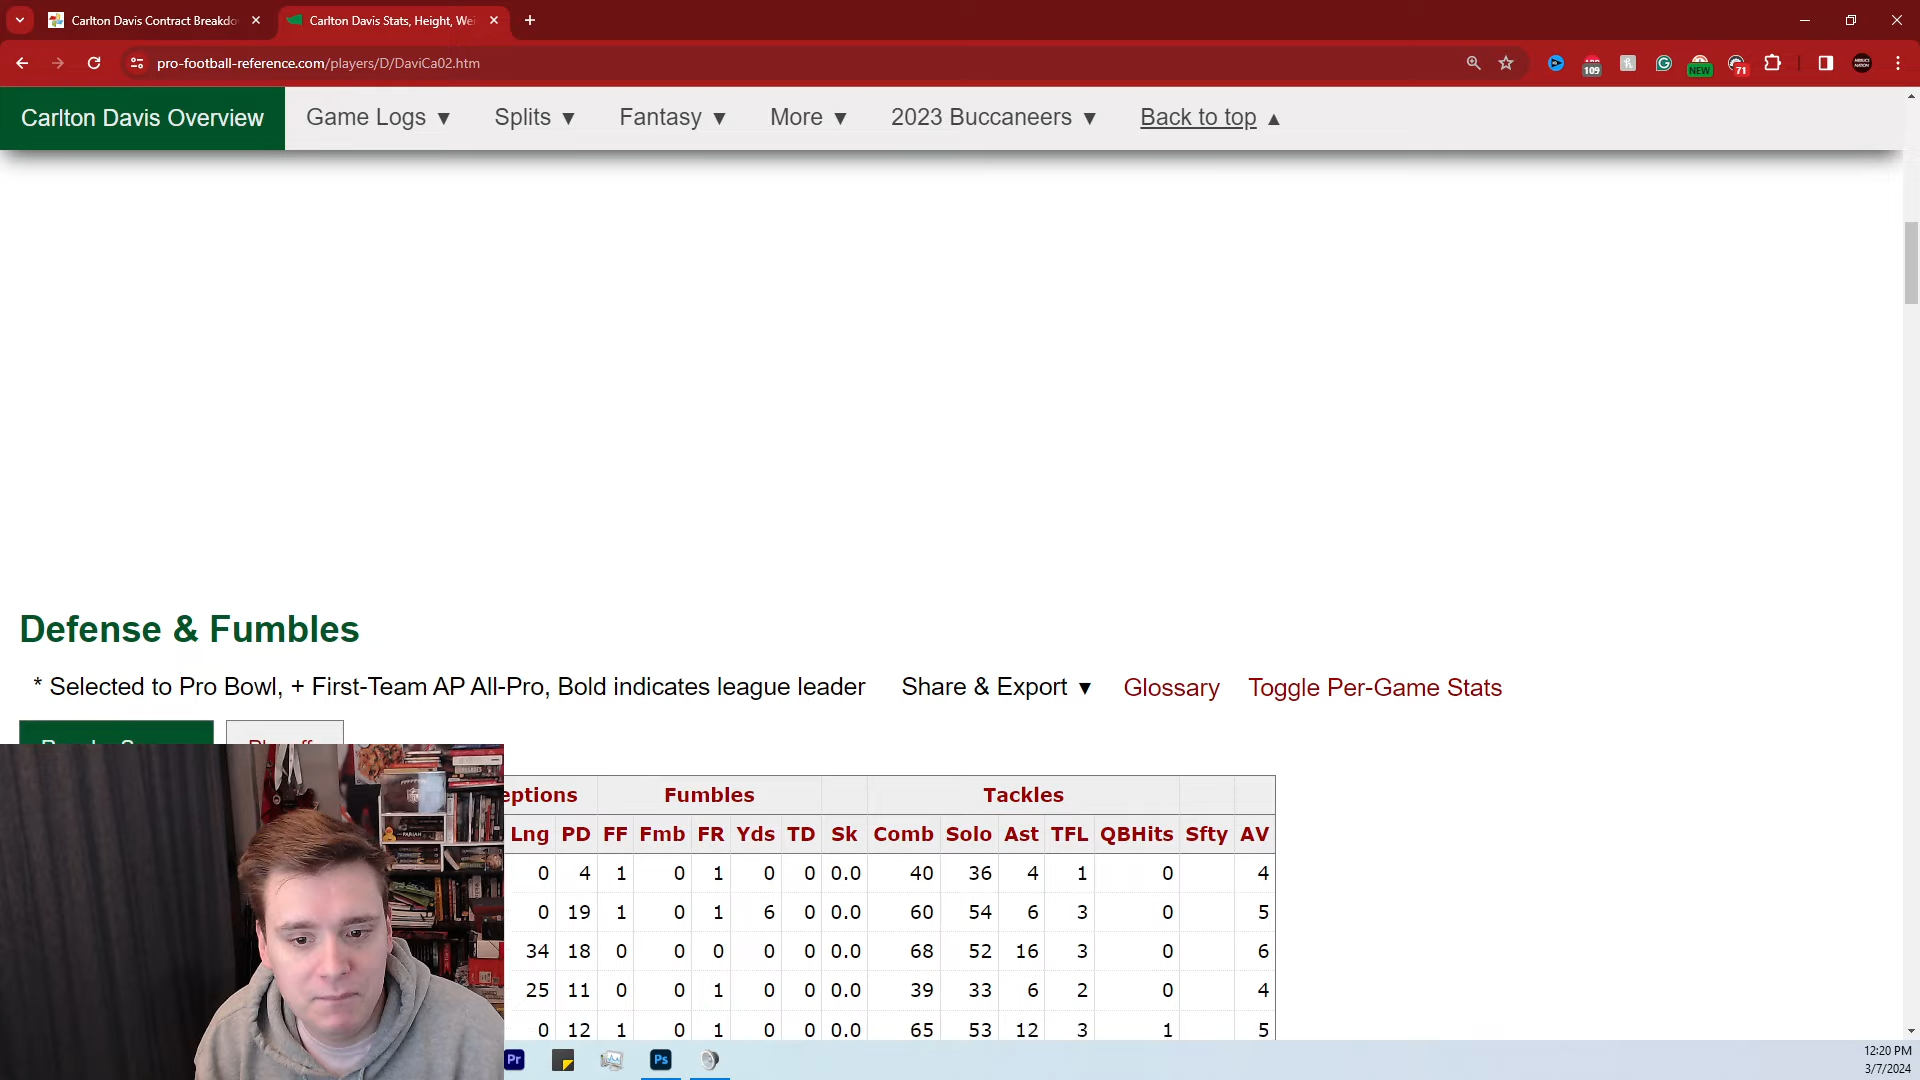 Carlton Davis Contract Breakdo
Carlton Davis Stats, Height, Wei
pro-football-reference.com/players/D/DaviCa02.htm
109
NEW
71
Carlton Davis Overview
Game Logs ▼
Splits ▼
Fantasy ▼
More ▼
2023 Buccaneers ▼
Back to top ▲
Defense & Fumbles
* Selected to Pro Bowl, + First-Team AP All-Pro, Bold indicates league leader
Share & Export ▼
Glossary
Toggle Per-Game Stats
eptions Fumbles Tackles
Lng PD FF Fmb FR Yds TD Sk Comb Solo Ast TFL QBHits Sfty AV
0 4 1 0 1 0 0 0.0 40 36 4 1 0 4
0 19 1 0 1 6 0 0.0 60 54 6 3 0 5
34 18 0 0 0 0 0 0.0 68 52 16 3 0 6
25 11 0 0 1 0 0 0.0 39 33 6 2 0 4
0 12 1 0 1 0 0 0.0 65 53 12 3 1 5
Pr
Ps
12:20 PM
3/7/2024